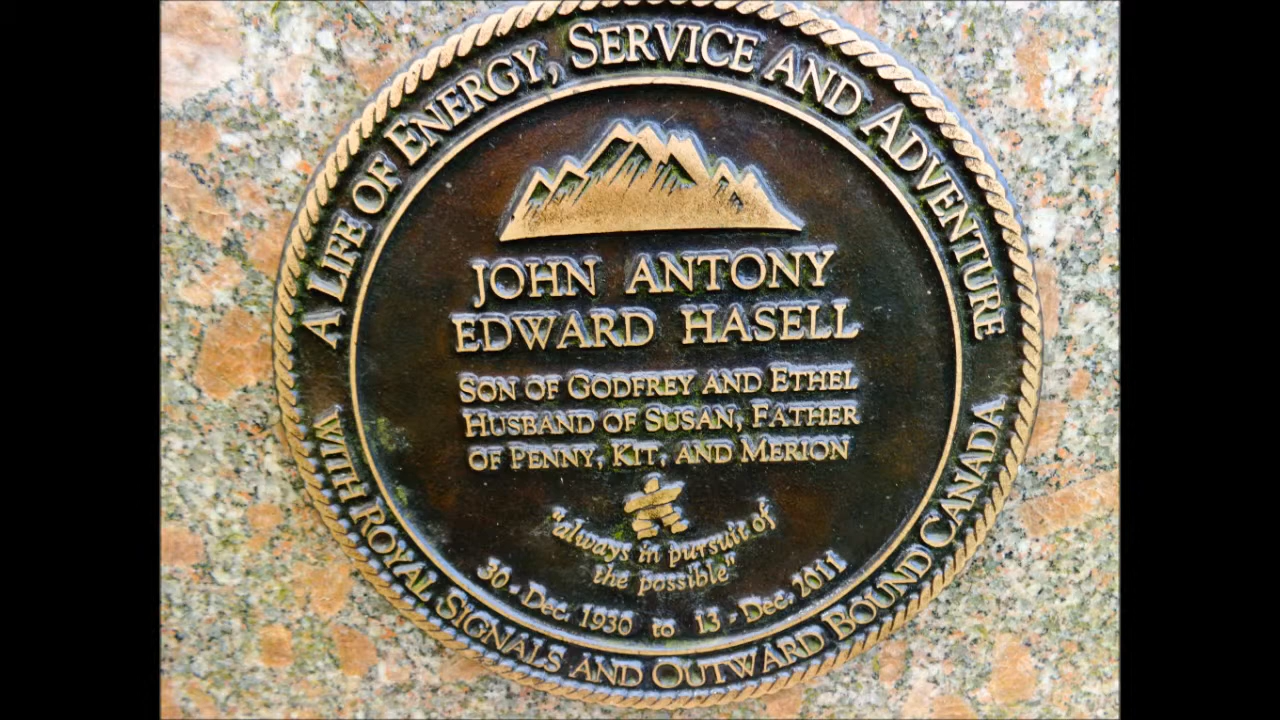 A LIFE OF ENERGY, SERVICE AND ADVENTURE
JOHN ANTONY
EDWARD HASELL
SON OF GODFREY AND ETHEL
HUSBAND OF SUSAN, FATHER
OF PENNY, KIT, AND MERION
"always in pursuit of
the possible"
30 - Dec. 1930 to 13 - Dec. 2011
WITH ROYAL SIGNALS AND OUTWARD BOUND CANADA